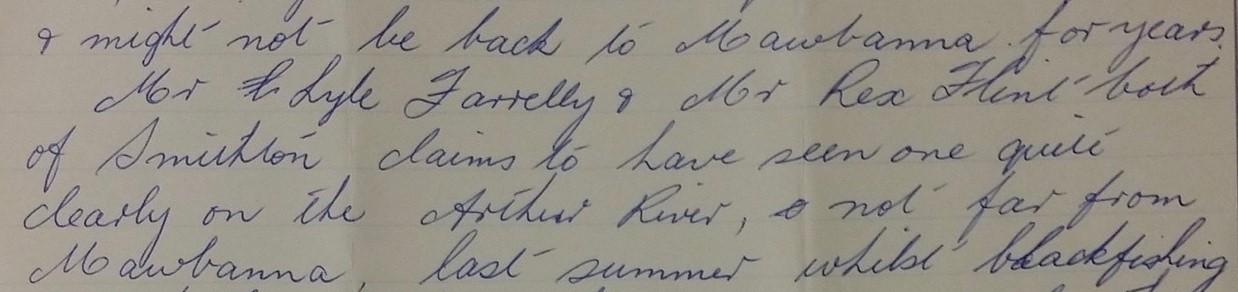 & might not be back to Mawbanna for years.
Mr Lyle Farrelly & Mr Rex Flint both
of Smithton claims to have seen one quite
clearly on the Arthur River, not far from
Mawbanna, last summer whilst blackfishing